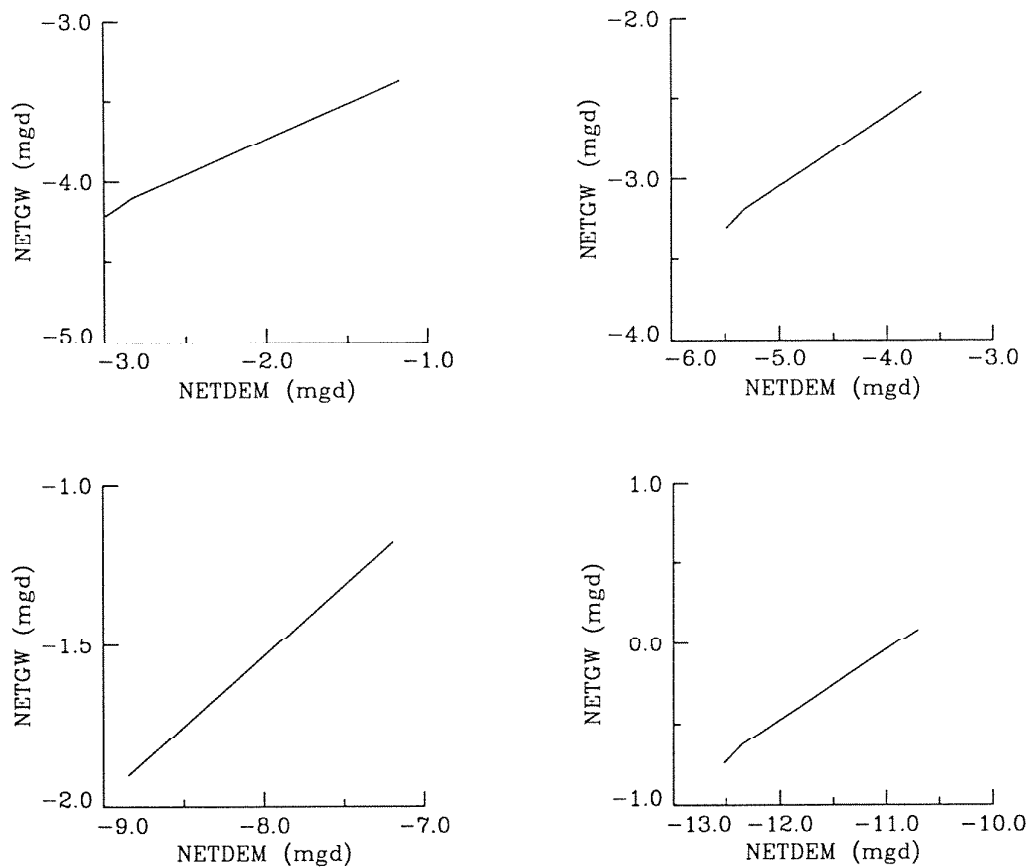 -3.0
-4.0
-5.0
NETGW (mgd)
-3.0 -2.0 -1.0
NETDEM (mgd)
-2.0
-3.0
-4.0
NETGW (mgd)
-6.0 -5.0 -4.0 -3.0
NETDEM (mgd)
-1.0
-1.5
-2.0
NETGW (mgd)
-9.0 -8.0 -7.0
NETDEM (mgd)
1.0
0.0
-1.0
NETGW (mgd)
-13.0 -12.0 -11.0 -10.0
NETDEM (mgd)